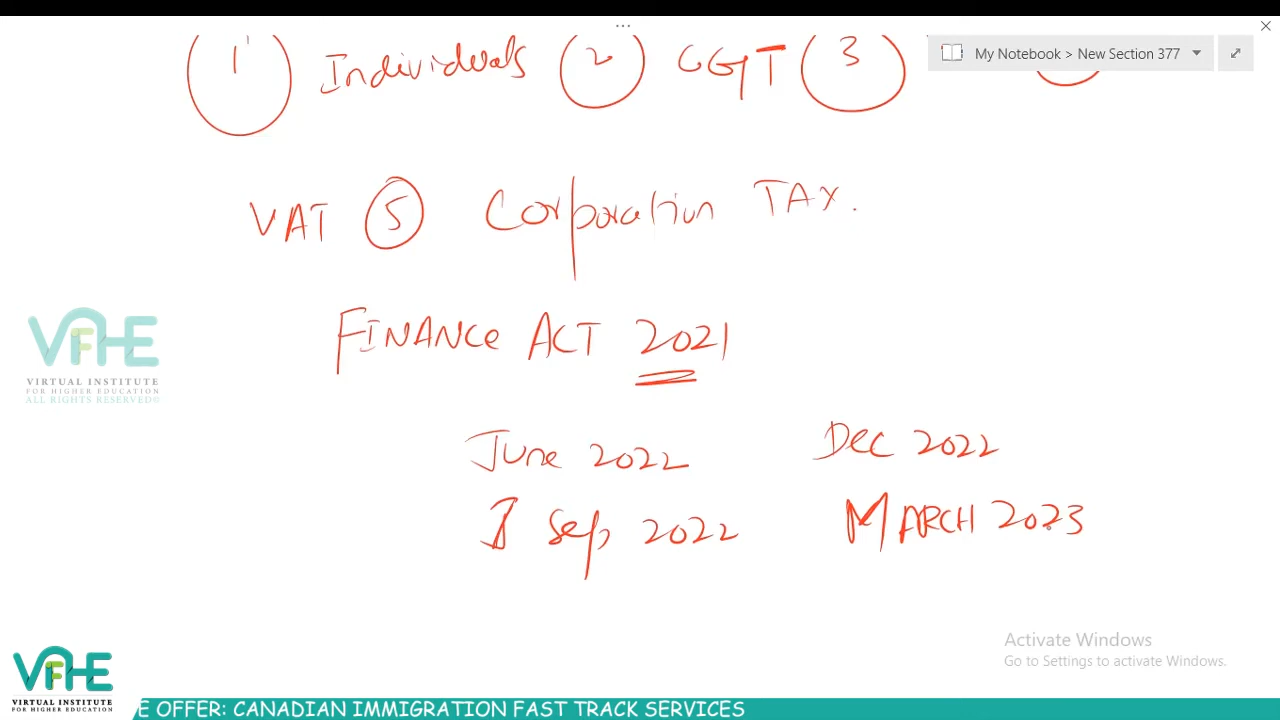 ...
My Notebook > New Section 377
1 Individuals 2 CGT 3
VAT 5 Corporation TAX.
FINANCE ACT 2021
VFHE
VIRTUAL INSTITUTE
FOR HIGHER EDUCATION
ALL RIGHTS RESERVED©
June 2022 Dec 2022
Sep 2022 MARCH 2023
Activate Windows
Go to Settings to activate Windows.
VFHE
VIRTUAL INSTITUTE
FOR HIGHER EDUCATION
E OFFER: CANADIAN IMMIGRATION FAST TRACK SERVICES